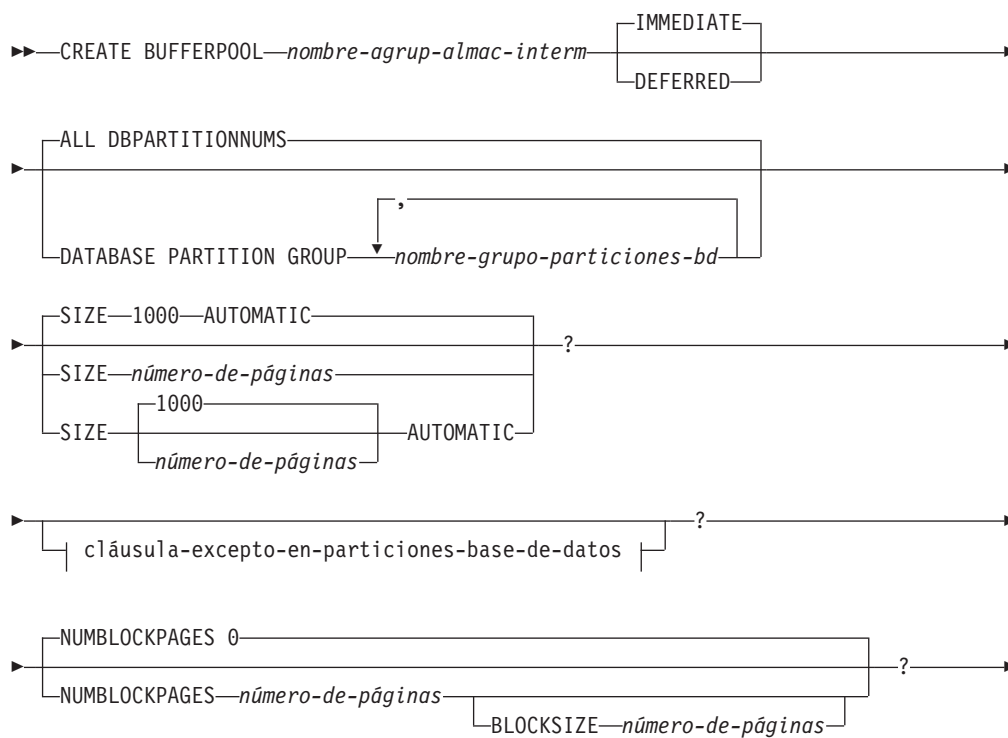 IMMEDIATE
CREATE BUFFERPOOL nombre-agrup-almac-interm
DEFERRED
ALL DBPARTITIONNUMS
,
DATABASE PARTITION GROUP nombre-grupo-particiones-bd
SIZE 1000 AUTOMATIC
?
SIZE número-de-páginas
1000
SIZE AUTOMATIC
número-de-páginas
?
cláusula-excepto-en-particiones-base-de-datos
NUMBLOCKPAGES 0
?
NUMBLOCKPAGES número-de-páginas
BLOCKSIZE número-de-páginas